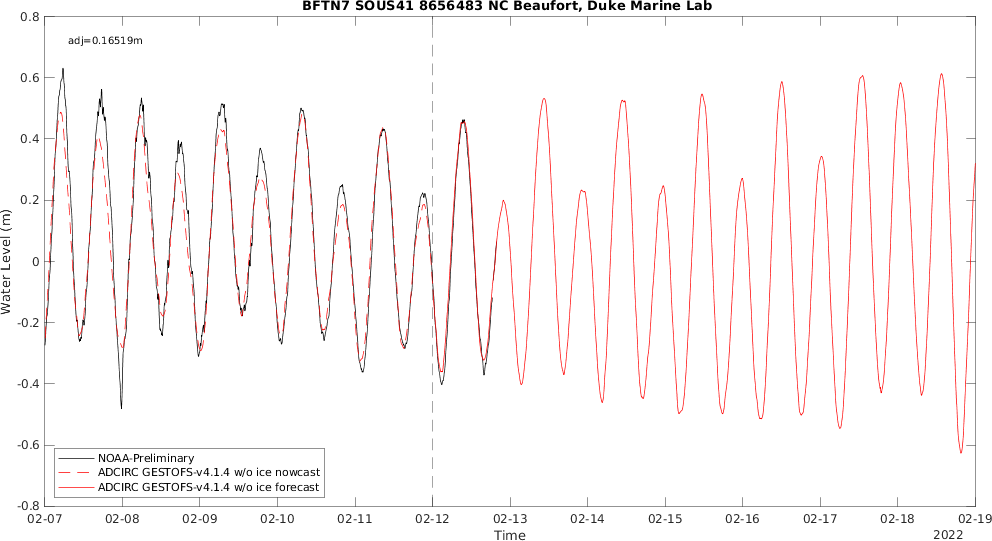 BFTN7 SOUS41 8656483 NC Beaufort, Duke Marine Lab
adj=0.16519m
Water Level (m)
0.8
0.6
0.4
0.2
0
-0.2
-0.4
-0.6
-0.8
NOAA-Preliminary
ADCIRC GESTOFS-v4.1.4 w/o ice nowcast
ADCIRC GESTOFS-v4.1.4 w/o ice forecast
02-07 02-08 02-09 02-10 02-11 02-12 02-13 02-14 02-15 02-16 02-17 02-18 02-19
Time
2022